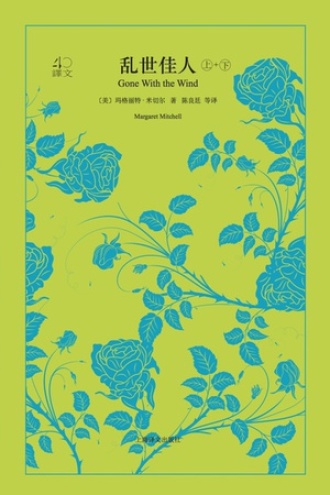 40
譯文
乱世佳人 上+下
Gone With the Wind
〔美〕玛格丽特·米切尔 著 陈良廷 等译
Margaret Mitchell
上海译文出版社